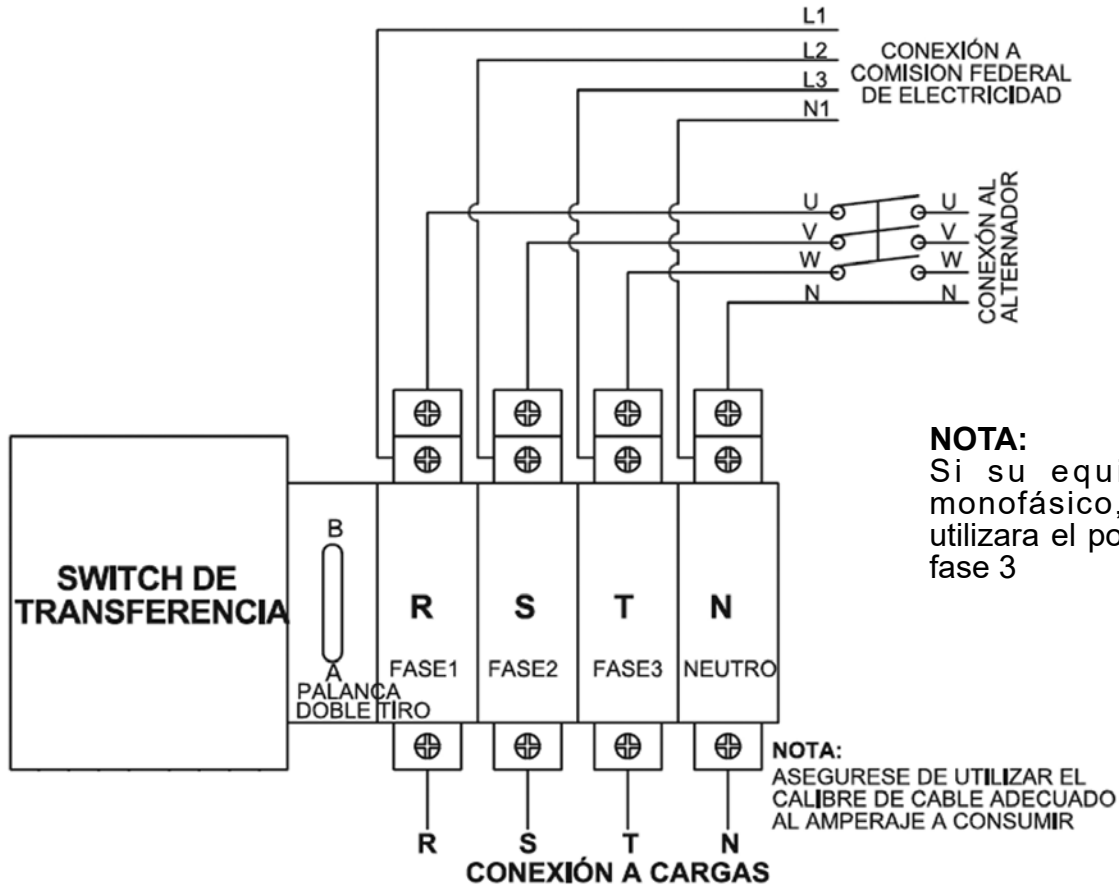 L1
L2
L3
N1
CONEXIÓN A
COMISION FEDERAL
DE ELECTRICIDAD
U
V
W
N
U
V
W
N
CONEXÓN AL
ALTERNADOR
NOTA:
Si su equi
monofásico,
utilizara el po
fase 3
SWITCH DE
TRANSFERENCIA
B
A
PALANCA
DOBLE TIRO
R
FASE1
S
FASE2
T
FASE3
N
NEUTRO
NOTA:
ASEGURESE DE UTILIZAR EL
CALIBRE DE CABLE ADECUADO
AL AMPERAJE A CONSUMIR
R S T N
CONEXIÓN A CARGAS